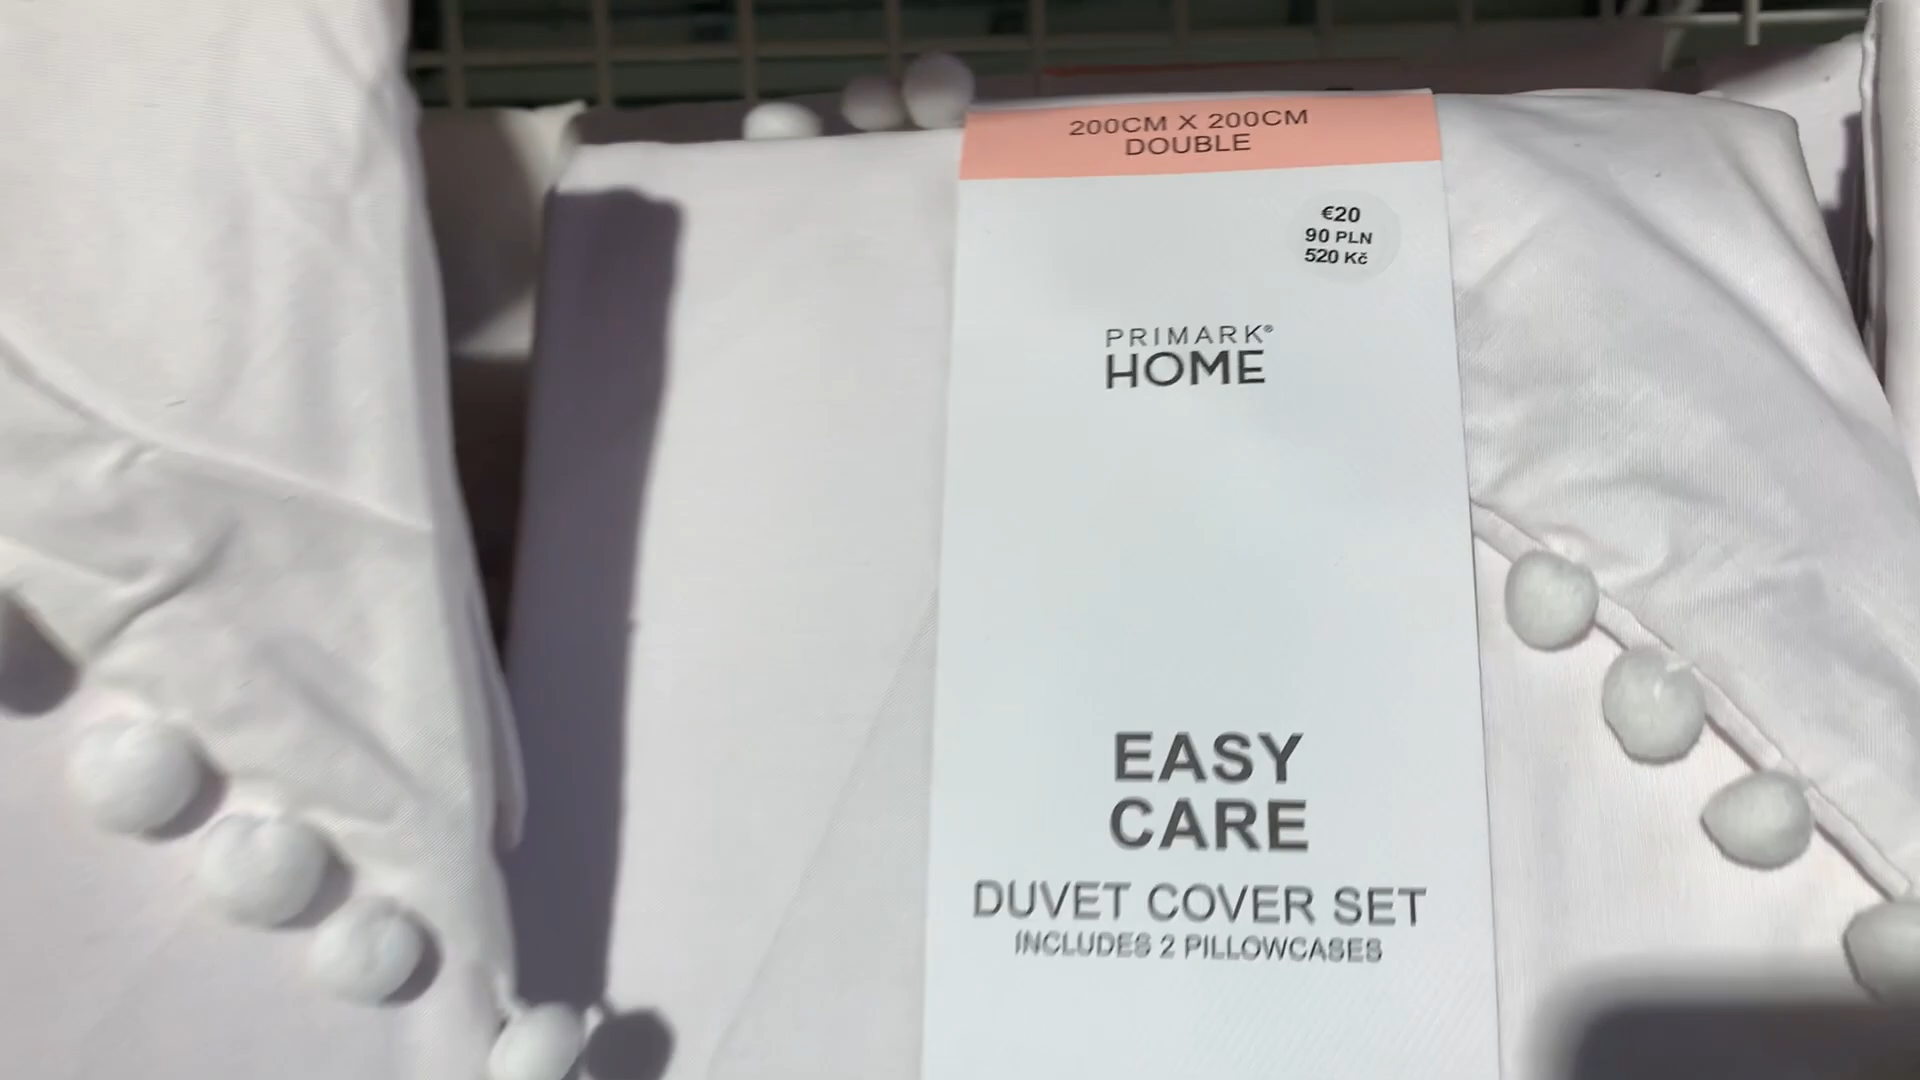 200CM X 200CM
DOUBLE
€20
90 PLN
520 Kč
PRIMARK®
HOME
EASY
CARE
DUVET COVER SET
INCLUDES 2 PILLOWCASES